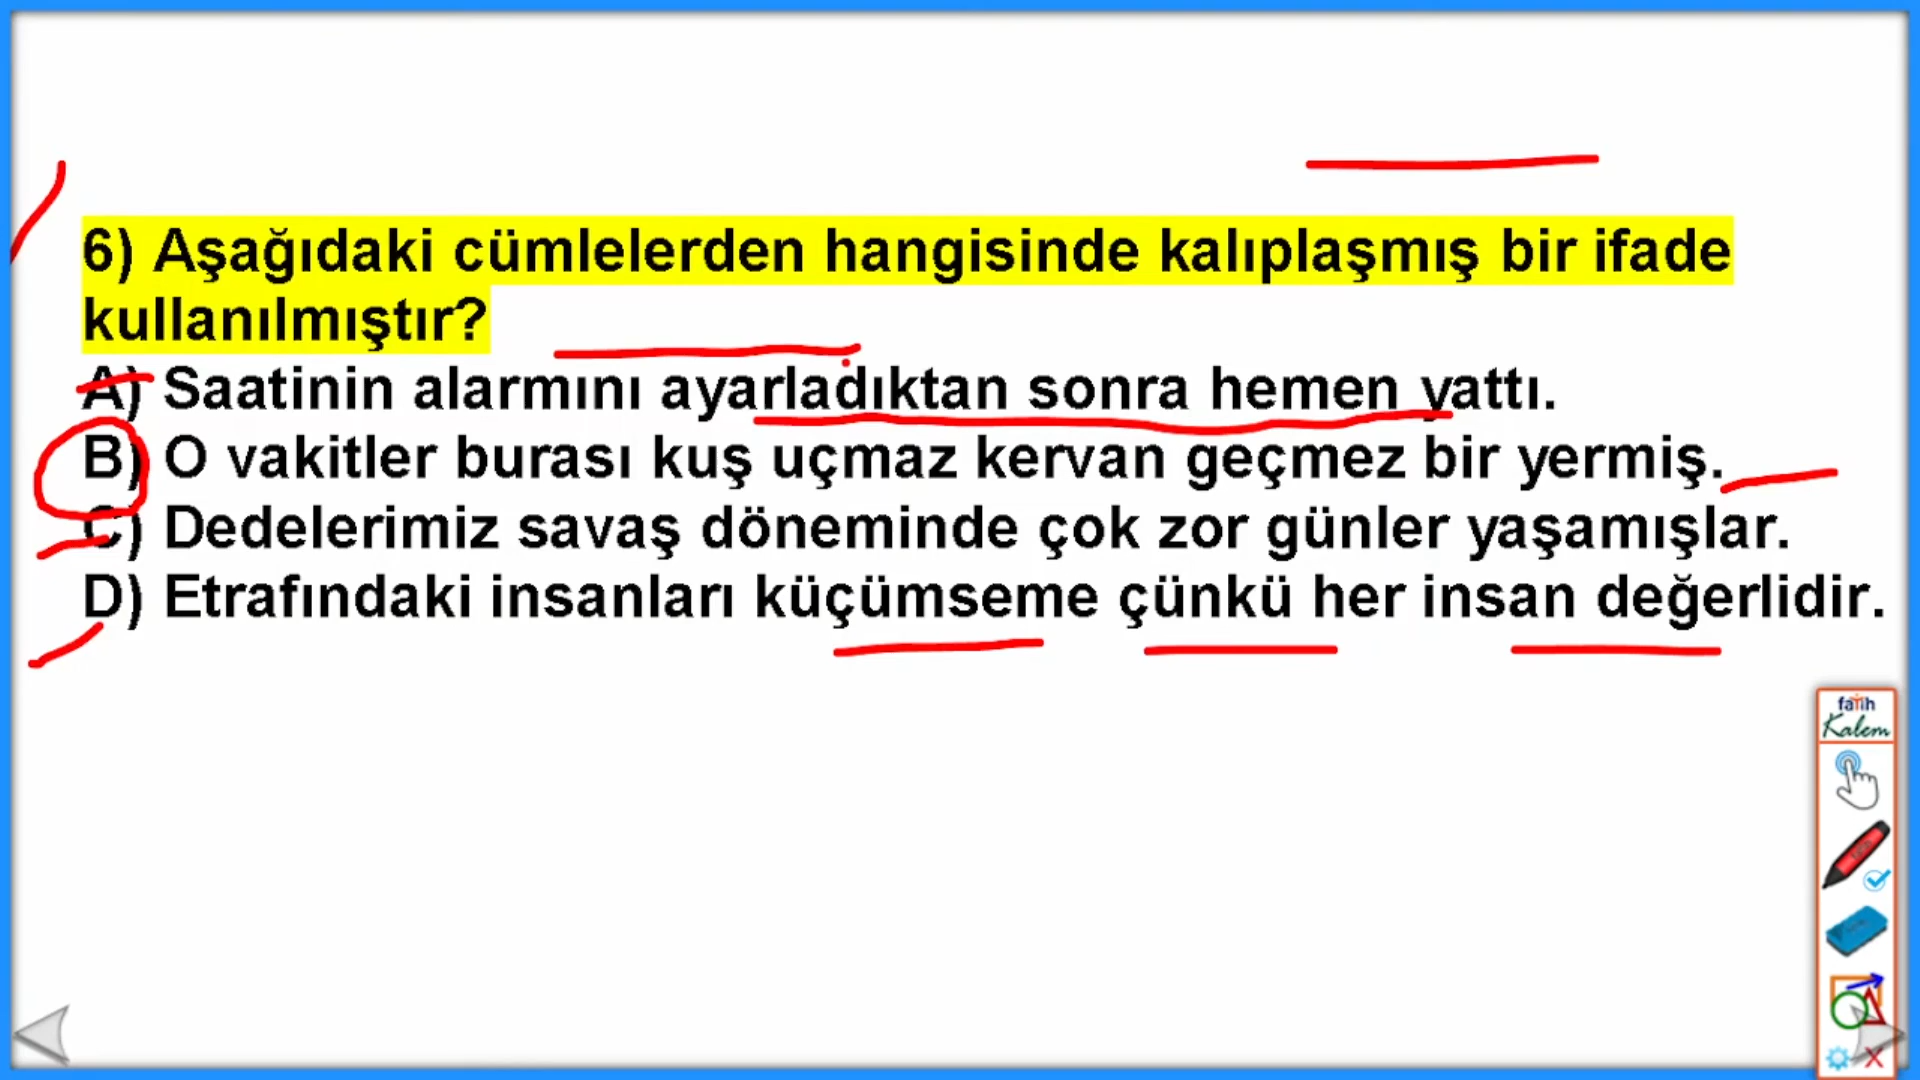 6) Aşağıdaki cümlelerden hangisinde kalıplaşmış bir ifade
kullanılmıştır?
A) Saatinin alarmını ayarladıktan sonra hemen yattı.
B) O vakitler burası kuş uçmaz kervan geçmez bir yermiş.
C) Dedelerimiz savaş döneminde çok zor günler yaşamışlar.
D) Etrafındaki insanları küçümseme çünkü her insan değerlidir.
fatih
Kalem